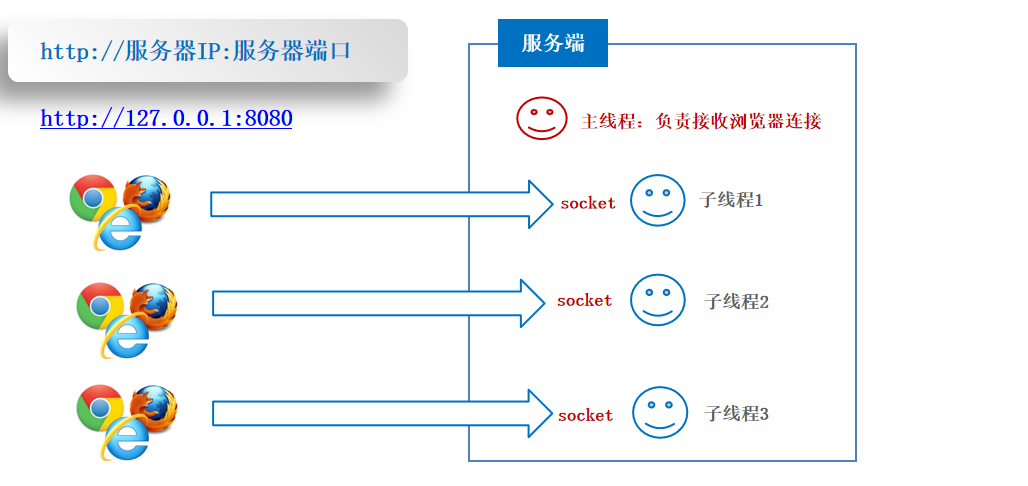 http://服务器IP:服务器端口
http://127.0.0.1:8080
服务端
主线程：负责接收浏览器连接
socket 子线程1
socket 子线程2
socket 子线程3